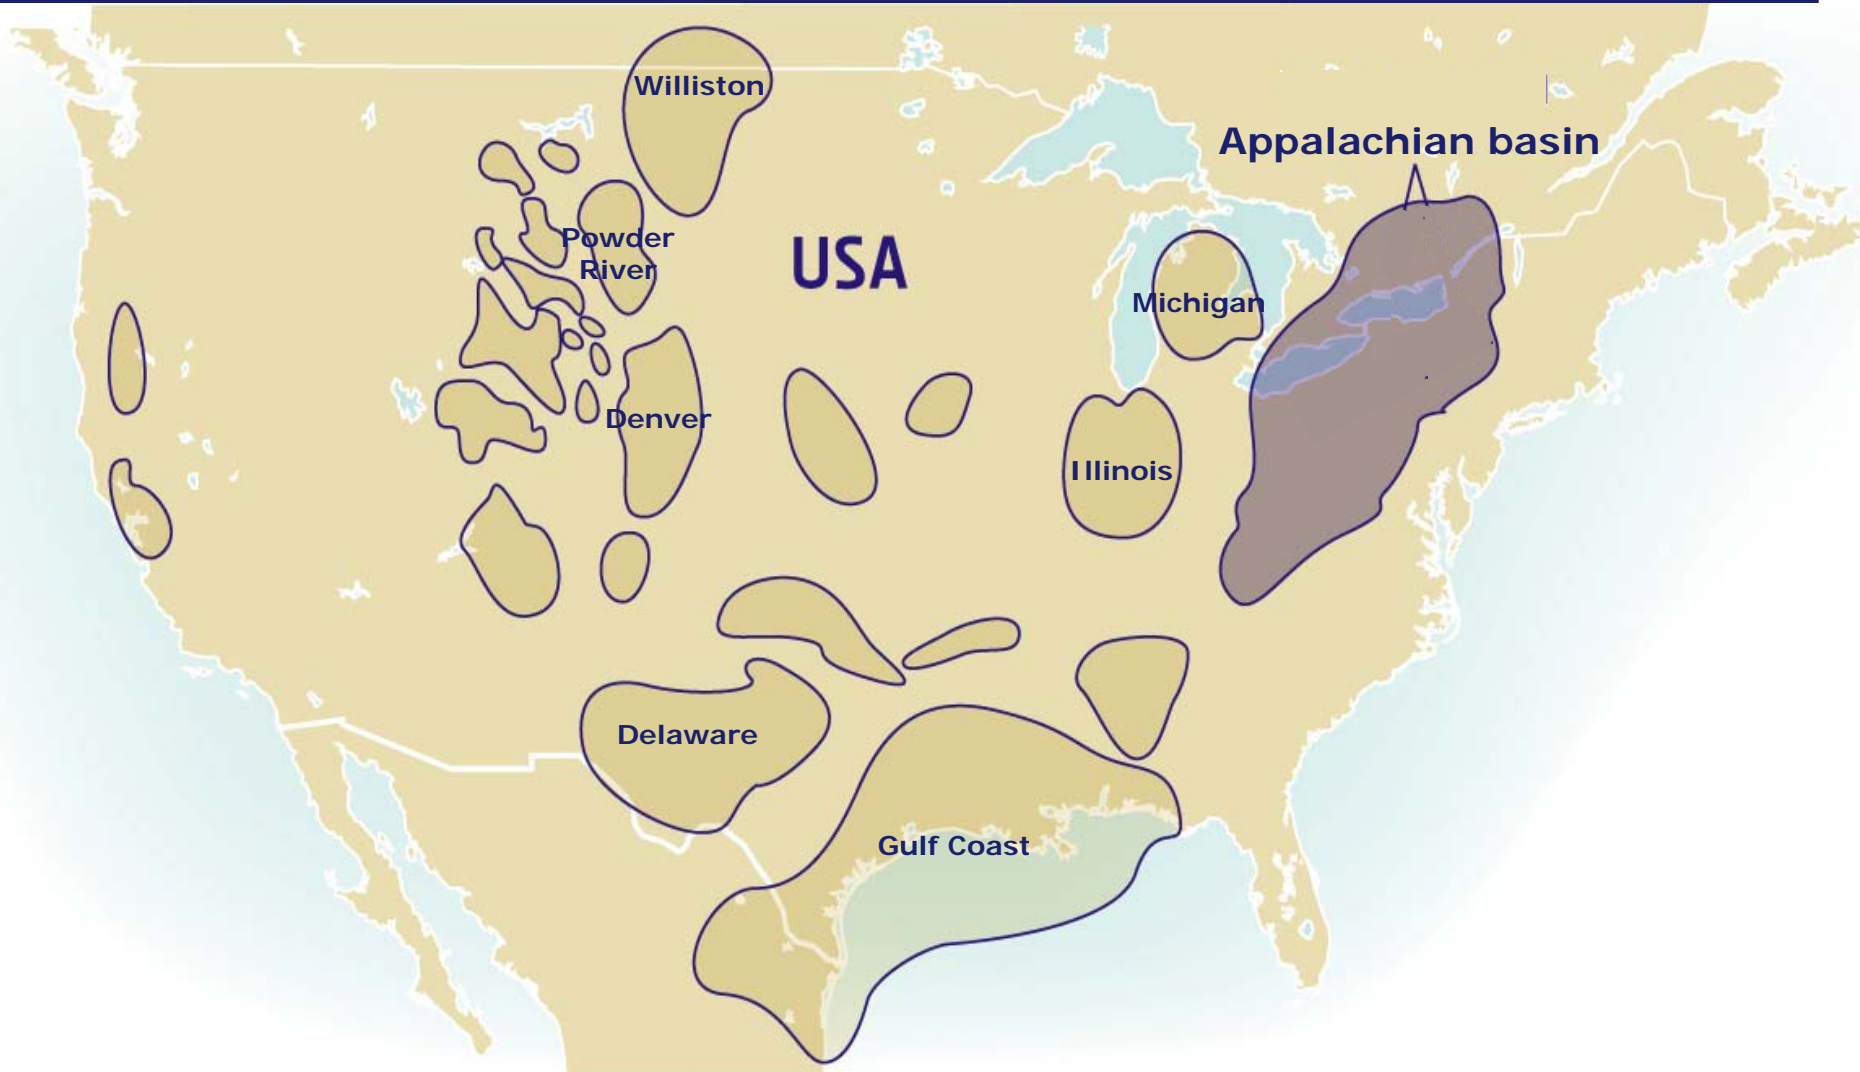 Williston
Appalachian basin
Powder
River
USA
Michigan
Denver
Illinois
Delaware
Gulf Coast